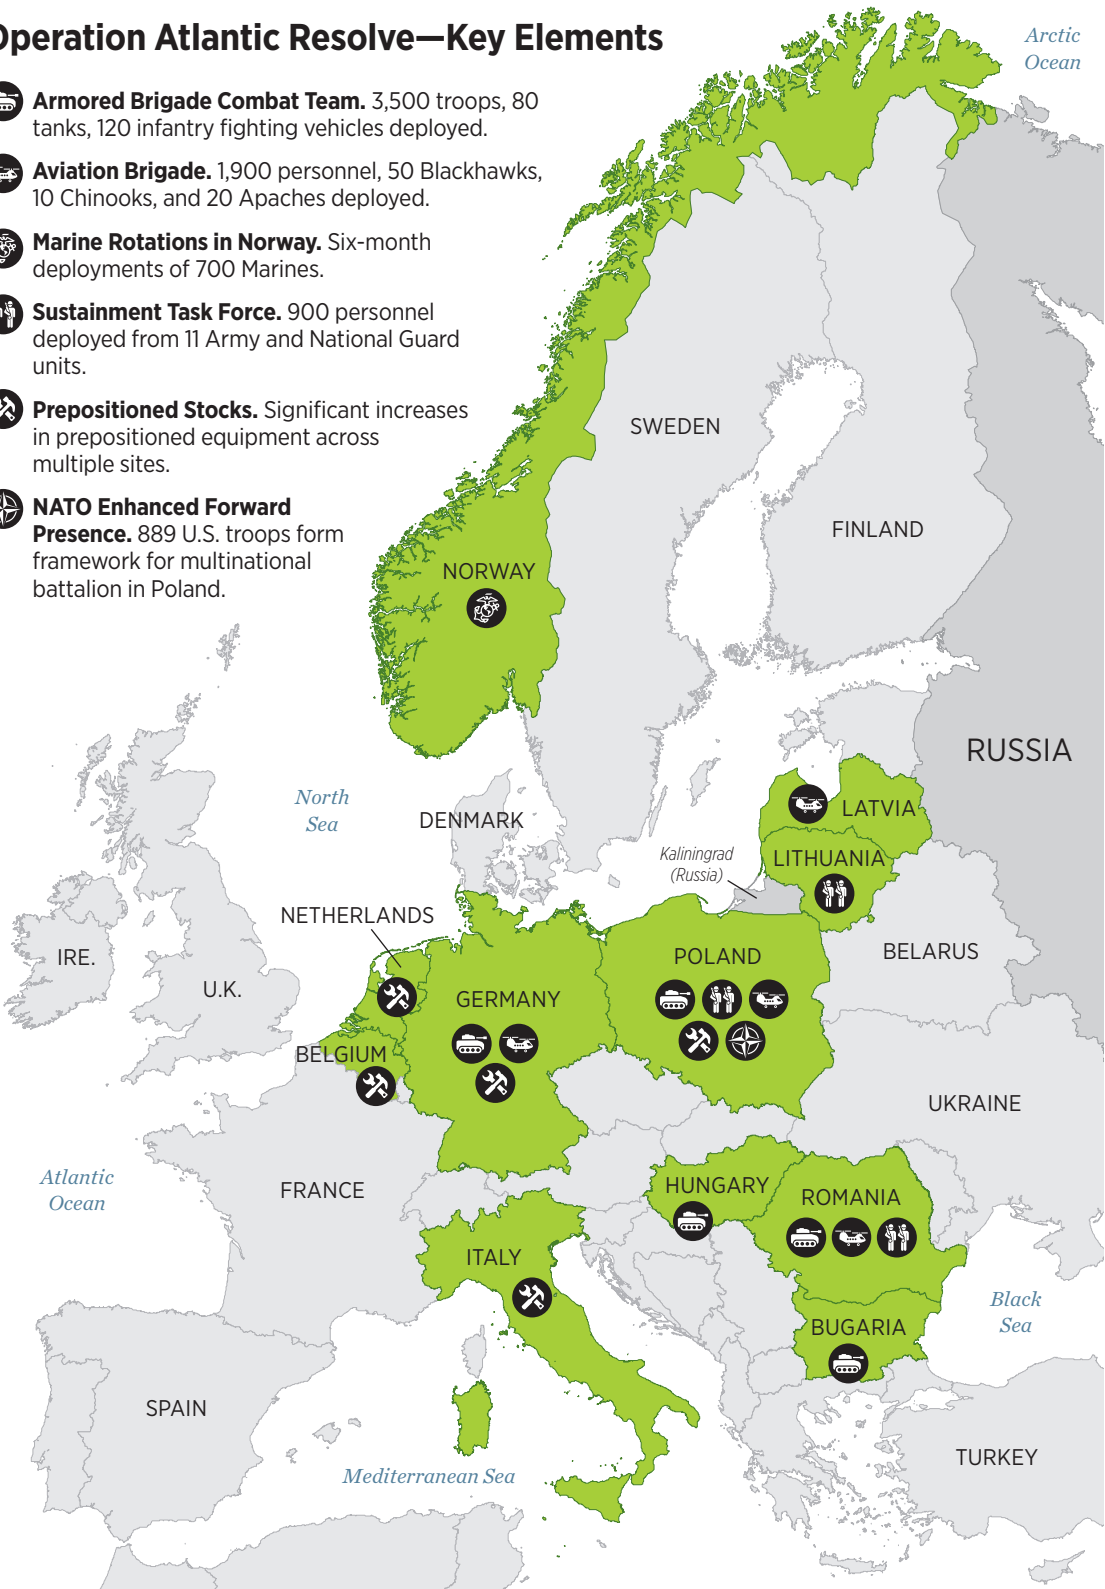 Operation Atlantic Resolve—Key Elements
Armored Brigade Combat Team. 3,500 troops, 80
tanks, 120 infantry fighting vehicles deployed.
Aviation Brigade. 1,900 personnel, 50 Blackhawks,
10 Chinooks, and 20 Apaches deployed.
Marine Rotations in Norway. Six-month
deployments of 700 Marines.
Sustainment Task Force. 900 personnel
deployed from 11 Army and National Guard
units.
Prepositioned Stocks. Significant increases
in prepositioned equipment across
multiple sites.
NATO Enhanced Forward
Presence. 889 U.S. troops form
framework for multinational
battalion in Poland.
Arctic
Ocean
SWEDEN
FINLAND
NORWAY
RUSSIA
North
Sea
DENMARK
LATVIA
Kaliningrad
(Russia)
LITHUANIA
NETHERLANDS
IRE.
U.K.
GERMANY
POLAND
BELARUS
BELGIUM
UKRAINE
Atlantic
Ocean
FRANCE
HUNGARY
ROMANIA
ITALY
Black
Sea
BUGARIA
SPAIN
Mediterranean Sea
TURKEY